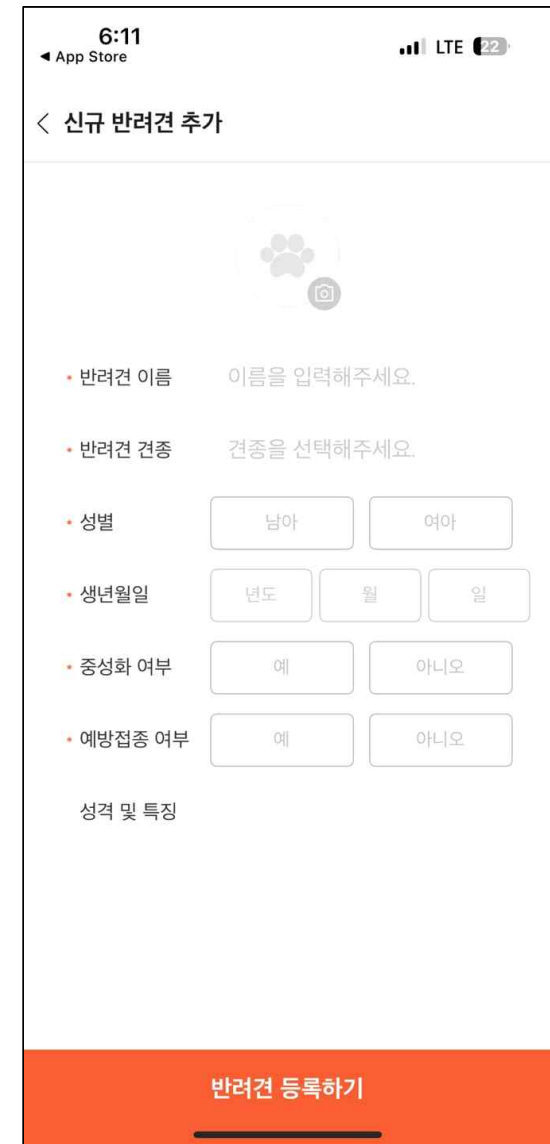 6:11
◀ App Store
LTE 22
< 신규 반려견 추가
• 반려견 이름 이름을 입력해주세요.
• 반려견 견종 견종을 선택해주세요.
• 성별 남아 여아
• 생년월일 년도 월 일
• 중성화 여부 예 아니오
• 예방접종 여부 예 아니오
성격 및 특징
반려견 등록하기